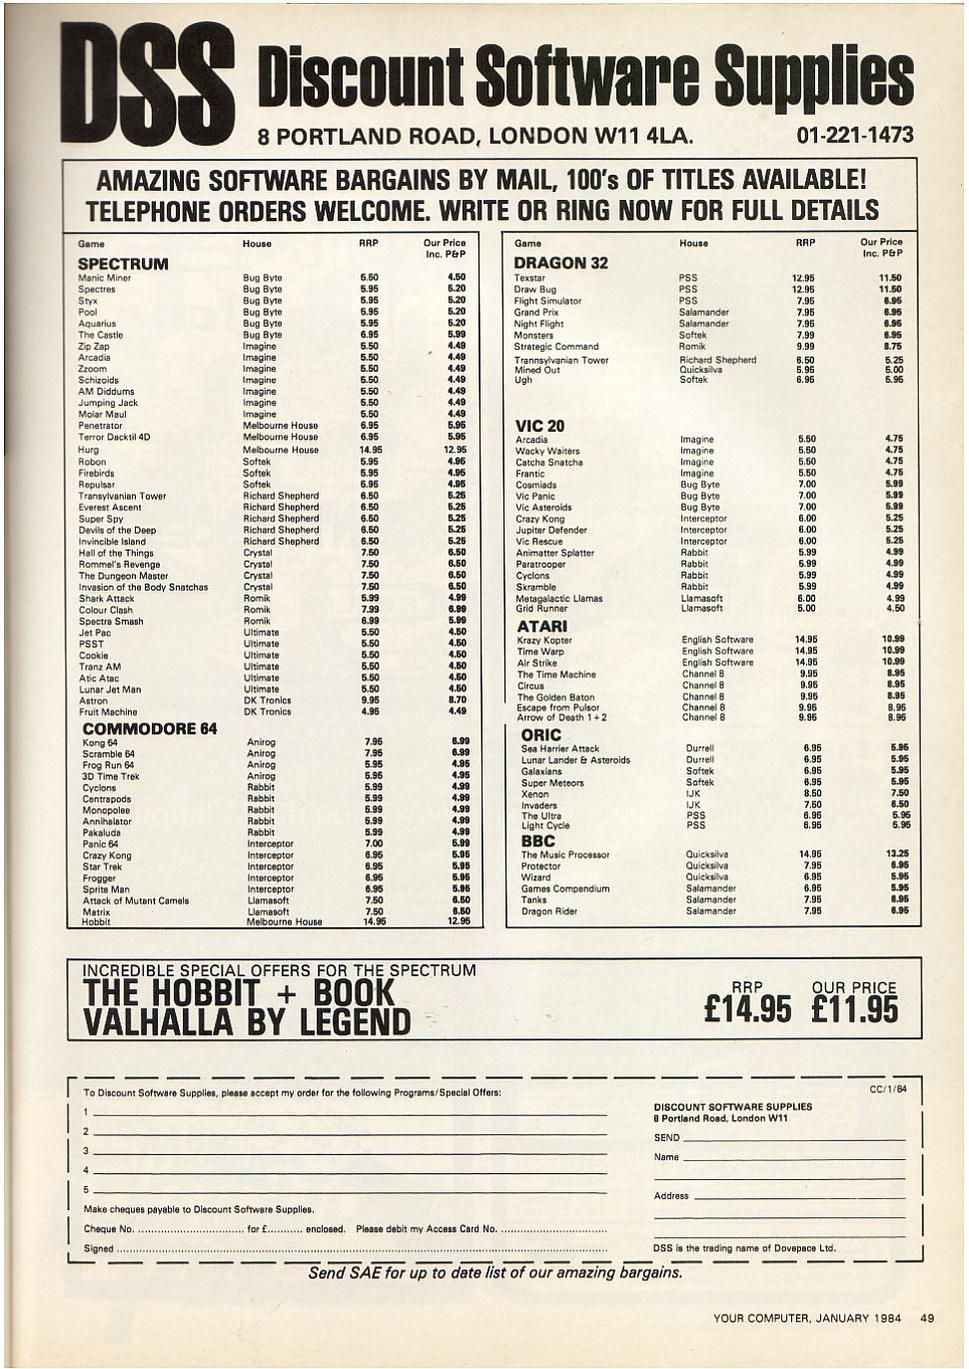 DSS Discount Software Supplies
8 PORTLAND ROAD, LONDON W11 4LA. 01-221-1473
AMAZING SOFTWARE BARGAINS BY MAIL, 100's OF TITLES AVAILABLE!
TELEPHONE ORDERS WELCOME. WRITE OR RING NOW FOR FULL DETAILS
Game House RRP Our Price
Inc. P&P
SPECTRUM
Manic Miner Bug Byte 5.50 4.50
Spectres Bug Byte 5.95 5.20
Styx Bug Byte 5.95 5.20
Pool Bug Byte 5.95 5.20
Aquarius Bug Byte 5.95 5.20
The Castle Bug Byte 6.95 5.99
Zip Zap Imagine 5.50 4.49
Arcadia Imagine 5.50 4.49
Zzoom Imagine 5.50 4.49
Schizoids Imagine 5.50 4.49
AM Diddums Imagine 5.50 4.49
Jumping Jack Imagine 5.50 4.49
Molar Maul Imagine 5.50 4.49
Penetrator Melbourne House 6.95 5.95
Terror Dacktil 4D Melbourne House 6.95 5.95
Hurg Melbourne House 14.95 12.95
Robon Softek 5.95 4.95
Firebirds Softek 5.95 4.95
Repulsar Softek 5.95 4.95
Transylvanian Tower Richard Shepherd 6.50 5.25
Everest Ascent Richard Shepherd 6.50 5.25
Super Spy Richard Shepherd 6.50 5.25
Devils of the Deep Richard Shepherd 6.50 5.25
Invincible Island Richard Shepherd 6.50 5.25
Hall of the Things Crystal 7.50 6.50
Rommel's Revenge Crystal 7.50 6.50
The Dungeon Master Crystal 7.50 6.50
Invasion of the Body Snatchas Crystal 7.50 6.50
Shark Attack Romik 5.99 4.99
Colour Clash Romik 7.99 6.99
Spectra Smash Romik 6.99 5.99
Jet Pac Ultimate 5.50 4.50
PSST Ultimate 5.50 4.50
Cookie Ultimate 5.50 4.50
Tranz AM Ultimate 5.50 4.50
Atic Atac Ultimate 5.50 4.50
Lunar Jet Man Ultimate 5.50 4.50
Astron DK Tronics 9.95 8.70
Fruit Machine DK Tronics 4.95 4.49
COMMODORE 64
Kong 64 Anirog 7.95 6.99
Scramble 64 Anirog 7.95 6.99
Frog Run 64 Anirog 5.95 4.95
3D Time Trek Anirog 5.95 4.95
Cyclons Rabbit 5.99 4.99
Centrapods Rabbit 5.99 4.99
Monopolee Rabbit 5.99 4.99
Annihalator Rabbit 5.99 4.99
Pakaluda Rabbit 5.99 4.99
Panic 64 Interceptor 7.00 5.99
Crazy Kong Interceptor 6.95 5.95
Star Trek Interceptor 6.95 5.95
Frogger Interceptor 6.95 5.95
Sprite Man Interceptor 6.95 5.95
Attack of Mutant Camels Llamasoft 7.50 6.50
Matrix Llamasoft 7.50 6.50
Hobbit Melbourne House 14.95 12.95
Game House RRP Our Price
Inc. P&P
DRAGON 32
Texstar PSS 12.95 11.50
Draw Bug PSS 12.95 11.50
Flight Simulator PSS 7.95 6.95
Grand Prix Salamander 7.95 6.95
Night Flight Salamander 7.95 6.95
Monsters Softek 7.99 6.95
Strategic Command Romik 9.99 8.75
Trannsylvanian Tower Richard Shepherd 6.50 5.25
Mined Out Quicksilva 5.95 5.00
Ugh Softek 6.95 5.95
VIC 20
Arcadia Imagine 5.50 4.75
Wacky Waiters Imagine 5.50 4.75
Catcha Snatcha Imagine 5.50 4.75
Frantic Imagine 5.50 4.75
Cosmiads Bug Byte 7.00 5.99
Vic Panic Bug Byte 7.00 5.99
Vic Asteroids Bug Byte 7.00 5.99
Crazy Kong Interceptor 6.00 5.25
Jupiter Defender Interceptor 6.00 5.25
Vic Rescue Interceptor 6.00 5.25
Animatter Splatter Rabbit 5.99 4.99
Paratrooper Rabbit 5.99 4.99
Cyclons Rabbit 5.99 4.99
Skramble Rabbit 5.99 4.99
Metagalactic Llamas Llamasoft 6.00 4.99
Grid Runner Llamasoft 5.00 4.50
ATARI
Krazy Kopter English Software 14.95 10.99
Time Warp English Software 14.95 10.99
Air Strike English Software 14.95 10.99
The Time Machine Channel 8 9.95 8.95
Circus Channel 8 9.95 8.95
The Golden Baton Channel 8 9.95 8.95
Escape from Pulsor Channel 8 9.95 8.95
Arrow of Death 1+2 Channel 8 9.95 8.95
ORIC
Sea Harrier Attack Durrell 6.95 5.95
Lunar Lander & Asteroids Durrell 6.95 5.95
Galaxians Softek 6.95 5.95
Super Meteors Softek 6.95 5.95
Xenon IJK 8.50 7.50
Invaders IJK 7.50 6.50
The Ultra PSS 6.95 5.95
Light Cycle PSS 6.95 5.95
BBC
The Music Processor Quicksilva 14.95 13.25
Protector Quicksilva 7.95 6.95
Wizard Quicksilva 6.95 5.95
Games Compendium Salamander 6.95 5.95
Tanks Salamander 7.95 6.95
Dragon Rider Salamander 7.95 6.95
INCREDIBLE SPECIAL OFFERS FOR THE SPECTRUM
THE HOBBIT + BOOK
VALHALLA BY LEGEND
RRP OUR PRICE
£14.95 £11.95
To Discount Software Supplies, please accept my order for the following Programs/Special Offers:
1
2
3
4
5
Make cheques payable to Discount Software Supplies.
Cheque No. ........ for £........ enclosed. Please debit my Access Card No. ........
Signed ........
CC/1/84
DISCOUNT SOFTWARE SUPPLIES
8 Portland Road, London W11
SEND
Name
Address
DSS is the trading name of Dovepace Ltd.
Send SAE for up to date list of our amazing bargains.
YOUR COMPUTER, JANUARY 1984 49